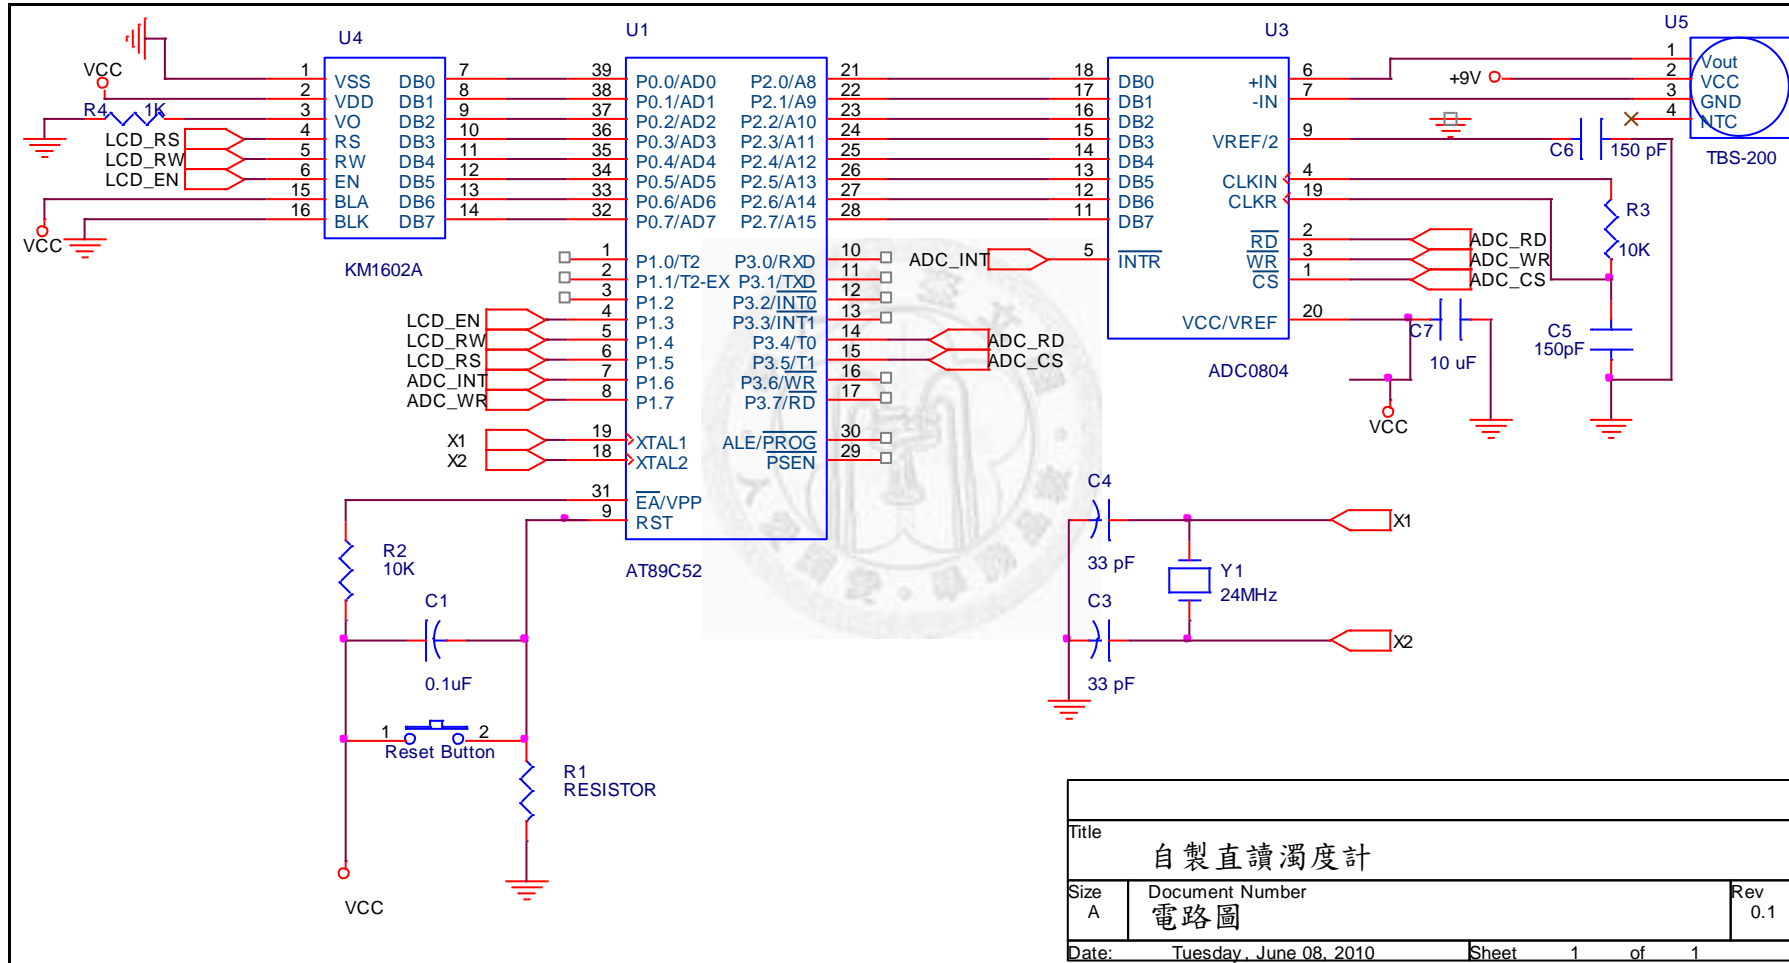 U4
VCC
1 VSS DB0 7
2 VDD DB1 8
R4 1K 3 VO DB2 9
LCD_RS 4 RS DB3 10
LCD_RW 5 RW DB4 11
LCD_EN 6 EN DB5 12
15 BLA DB6 13
16 BLK DB7 14
VCC
KM1602A
U1
39 P0.0/AD0 P2.0/A8 21
38 P0.1/AD1 P2.1/A9 22
37 P0.2/AD2 P2.2/A10 23
36 P0.3/AD3 P2.3/A11 24
35 P0.4/AD4 P2.4/A12 25
34 P0.5/AD5 P2.5/A13 26
33 P0.6/AD6 P2.6/A14 27
32 P0.7/AD7 P2.7/A15 28
1 P1.0/T2 P3.0/RXD 10
2 P1.1/T2-EX P3.1/TXD 11
3 P1.2 P3.2/INT0 12
LCD_EN 4 P1.3 P3.3/INT1 13
LCD_RW 5 P1.4 P3.4/T0 14 ADC_RD
LCD_RS 6 P1.5 P3.5/T1 15 ADC_CS
ADC_INT 7 P1.6 P3.6/WR 16
ADC_WR 8 P1.7 P3.7/RD 17
X1 19 XTAL1 ALE/PROG 30
X2 18 XTAL2 PSEN 29
31 EA/VPP
9 RST
AT89C52
U3
18 DB0 +IN 6
17 DB1 -IN 7
16 DB2
15 DB3 VREF/2 9
14 DB4
13 DB5 CLKIN 4
12 DB6 CLKR 19
11 DB7
RD 2 ADC_RD
ADC_INT 5 INTR WR 3 ADC_WR
CS 1 ADC_CS
VCC/VREF 20
ADC0804
U5
1 Vout
+9V 2 VCC
3 GND
4 NTC
TBS-200
C6 150 pF
R3
10K
C7
10 uF
C5
150pF
VCC
R2
10K
C1
0.1uF
1 2
Reset Button
R1
RESISTOR
VCC
C4
33 pF
X1
Y1
24MHz
C3
33 pF
X2
Title
自製直讀濁度計
Size Document Number Rev
A 電路圖 0.1
Date: Tuesday, June 08, 2010 Sheet 1 of 1